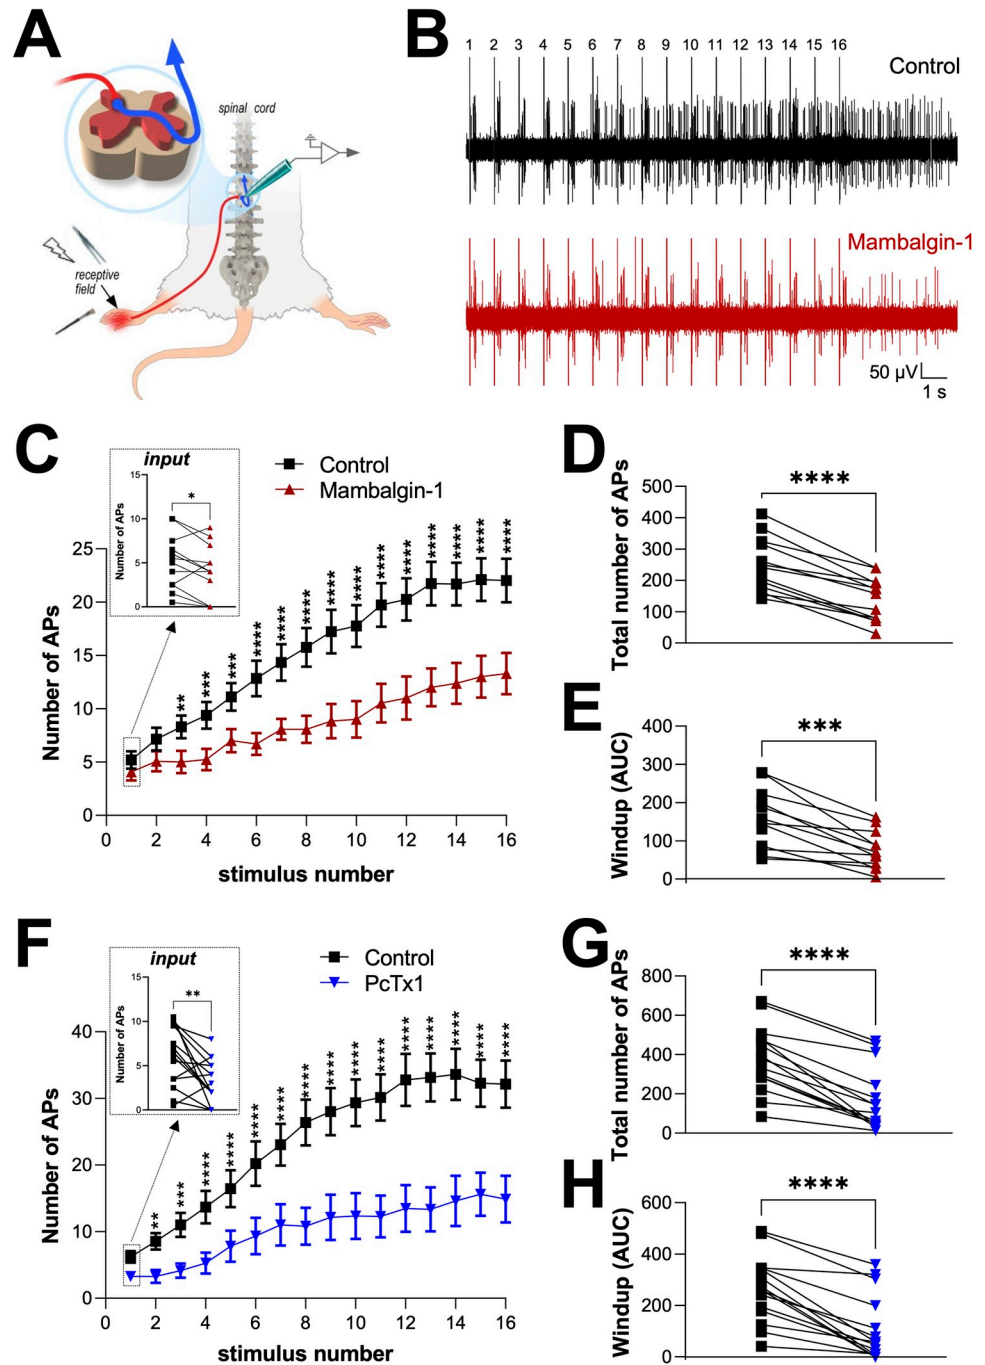 A
spinal cord
receptive
field
B
1 2 3 4 5 6 7 8 9 10 11 12 13 14 15 16
Control
Mambalgin-1
50 µV
1 s
C
input
Number of APs
15
10
5
0
*
Control
Mambalgin-1
Number of APs
25
20
15
10
5
0
** *** *** **** **** **** **** **** **** **** **** **** **** ****
0 2 4 6 8 10 12 14 16
stimulus number
D
Total number of APs
500
400
300
200
100
0
****
E
Windup (AUC)
400
300
200
100
0
***
F
input
Number of APs
15
10
5
0
**
Control
PcTx1
Number of APs
40
30
20
10
0
** *** **** **** **** **** **** **** **** **** **** **** **** **** ****
0 2 4 6 8 10 12 14 16
stimulus number
G
Total number of APs
800
600
400
200
0
****
H
Windup (AUC)
600
400
200
0
****